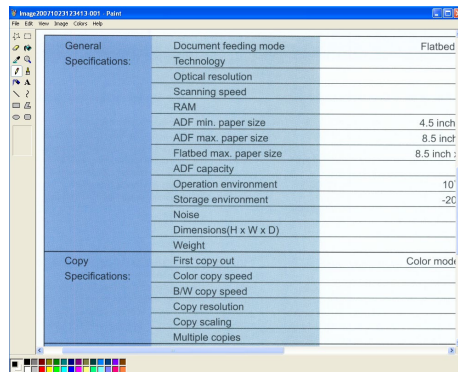 Image20071023123413-001 - Paint
File Edit View Image Colors Help
General Document feeding mode Flatbed
Specifications: Technology
Optical resolution
Scanning speed
RAM
ADF min. paper size 4.5 inch
ADF max. paper size 8.5 inch
Flatbed max. paper size 8.5 inch x
ADF capacity
Operation environment 10°
Storage environment -20
Noise
Dimensions(H x W x D)
Weight
Copy First copy out Color mode
Specifications: Color copy speed
B/W copy speed
Copy resolution
Copy scaling
Multiple copies